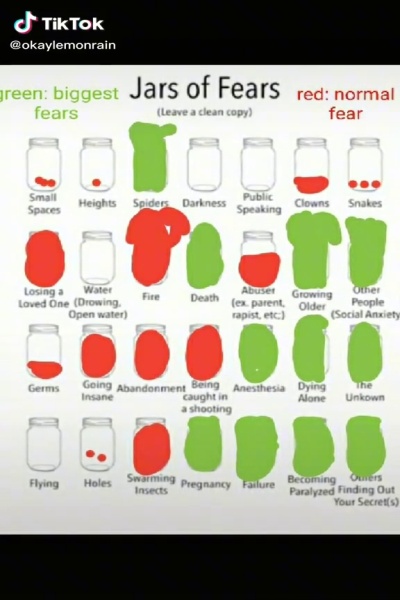 TikTok
@okaylemonrain
green: biggest fears
Jars of Fears
(Leave a clean copy)
red: normal fear
Small Spaces
Heights
Spiders
Darkness
Public Speaking
Clowns
Snakes
Losing a Loved One
Water (Drowing, Open water)
Fire
Death
Abuser (ex. parent, rapist, etc;)
Growing Older
Other People (Social Anxiety
Germs
Going Insane
Abandonment
Being caught in a shooting
Anesthesia
Dying Alone
The Unkown
Flying
Holes
Swarming Insects
Pregnancy
Failure
Becoming Paralyzed
Others Finding Out Your Secret(s)